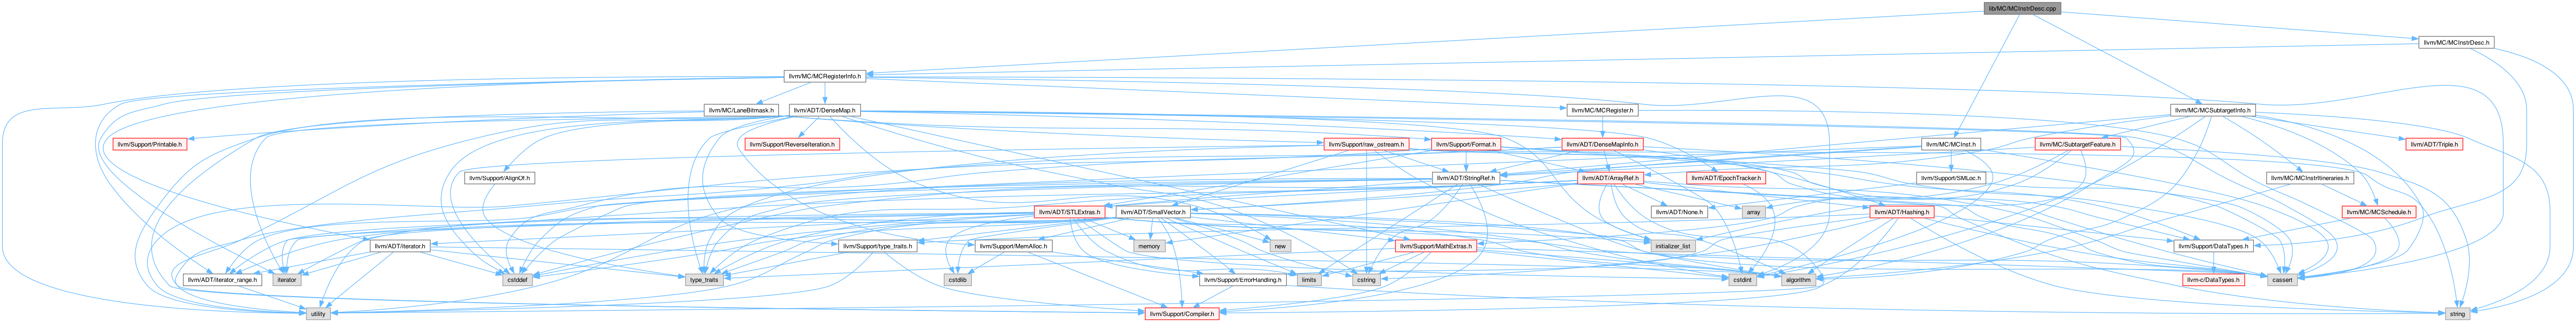 lib/MC/MCInstrDesc.cpp
llvm/MC/MCInstrDesc.h
llvm/MC/MCRegisterInfo.h
llvm/MC/LaneBitmask.h
llvm/ADT/DenseMap.h
llvm/MC/MCRegister.h
llvm/MC/MCSubtargetInfo.h
llvm/Support/Printable.h
llvm/Support/ReverseIteration.h
llvm/Support/raw_ostream.h
llvm/Support/Format.h
llvm/ADT/DenseMapInfo.h
llvm/MC/MCInst.h
llvm/MC/SubtargetFeature.h
llvm/ADT/Triple.h
llvm/Support/AlignOf.h
llvm/ADT/StringRef.h
llvm/ADT/ArrayRef.h
llvm/ADT/EpochTracker.h
llvm/Support/SMLoc.h
llvm/MC/MCInstrItineraries.h
llvm/ADT/STLExtras.h
llvm/ADT/SmallVector.h
llvm/ADT/None.h
array
llvm/ADT/Hashing.h
llvm/MC/MCSchedule.h
llvm/ADT/iterator.h
llvm/Support/type_traits.h
llvm/Support/MemAlloc.h
memory
new
llvm/Support/MathExtras.h
initializer_list
llvm/Support/DataTypes.h
llvm/ADT/iterator_range.h
iterator
cstddef
type_traits
cstdlib
llvm/Support/ErrorHandling.h
limits
cstring
cstdint
algorithm
llvm-c/DataTypes.h
cassert
utility
llvm/Support/Compiler.h
string